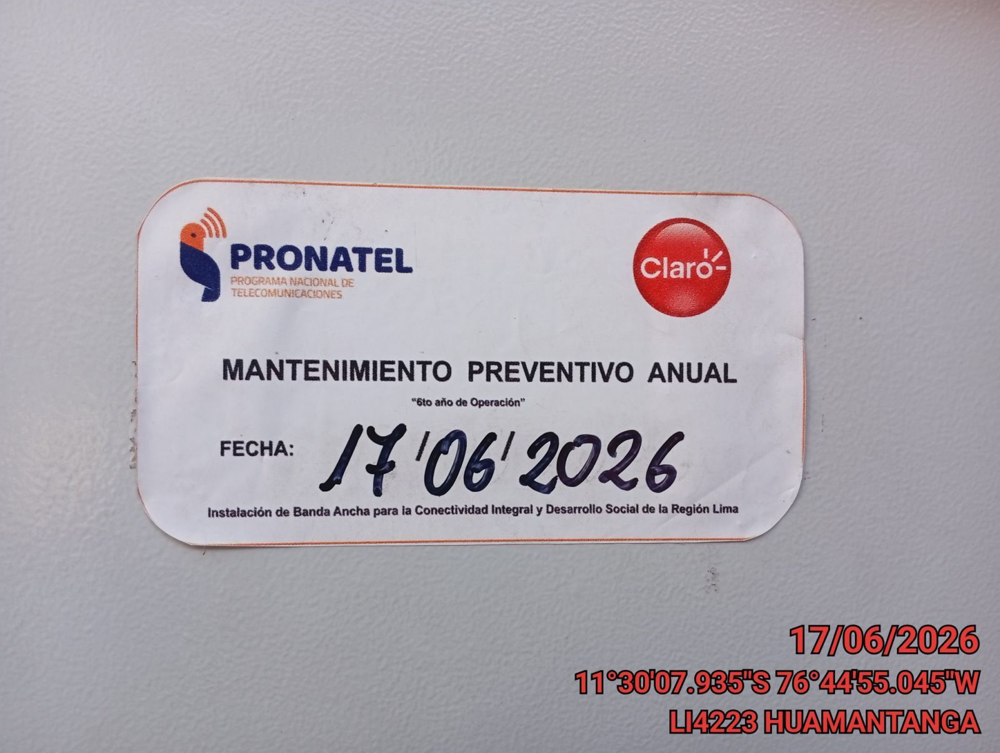 PRONATEL
PROGRAMA NACIONAL DE
TELECOMUNICACIONES
Claro
MANTENIMIENTO PREVENTIVO ANUAL
"6to año de Operación"
FECHA: 17/06/2026
Instalación de Banda Ancha para la Conectividad Integral y Desarrollo Social de la Región Lima
17/06/2026
11°30'07.935"S 76°44'55.045"W
LI4223 HUAMANTANGA